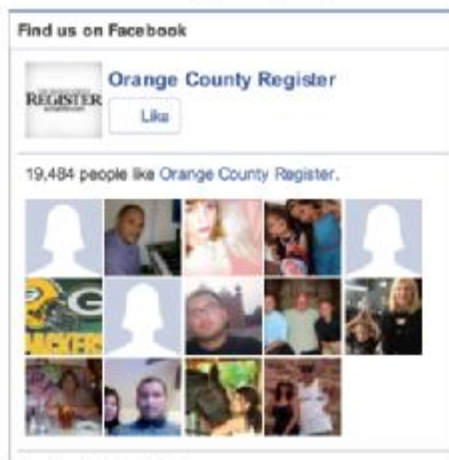 Find us on Facebook
REGISTER
Orange County Register
Like
19,484 people like Orange County Register.
G
PACKERS